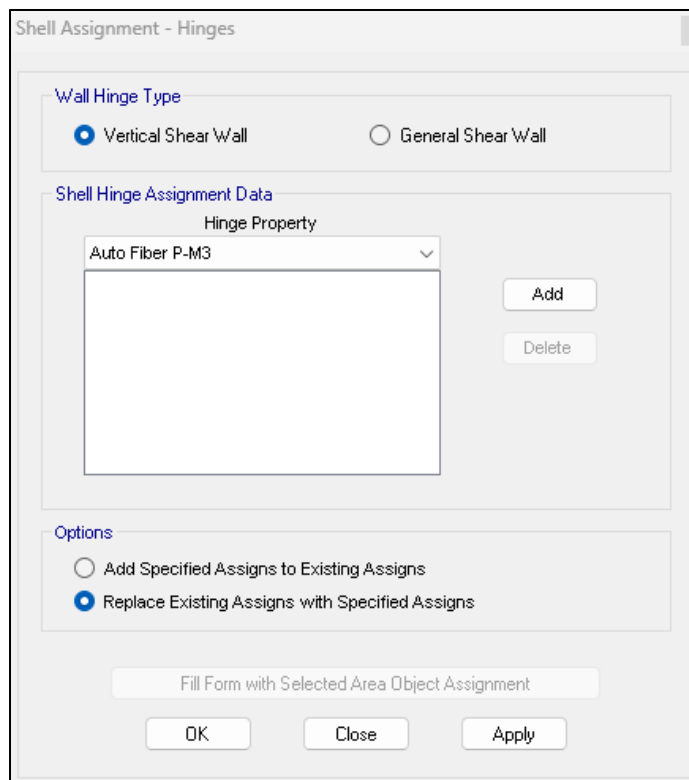 Shell Assignment - Hinges
Wall Hinge Type
Vertical Shear Wall General Shear Wall
Shell Hinge Assignment Data
Hinge Property
Auto Fiber P-M3
Add
Delete
Options
Add Specified Assigns to Existing Assigns
Replace Existing Assigns with Specified Assigns
Fill Form with Selected Area Object Assignment
OK Close Apply